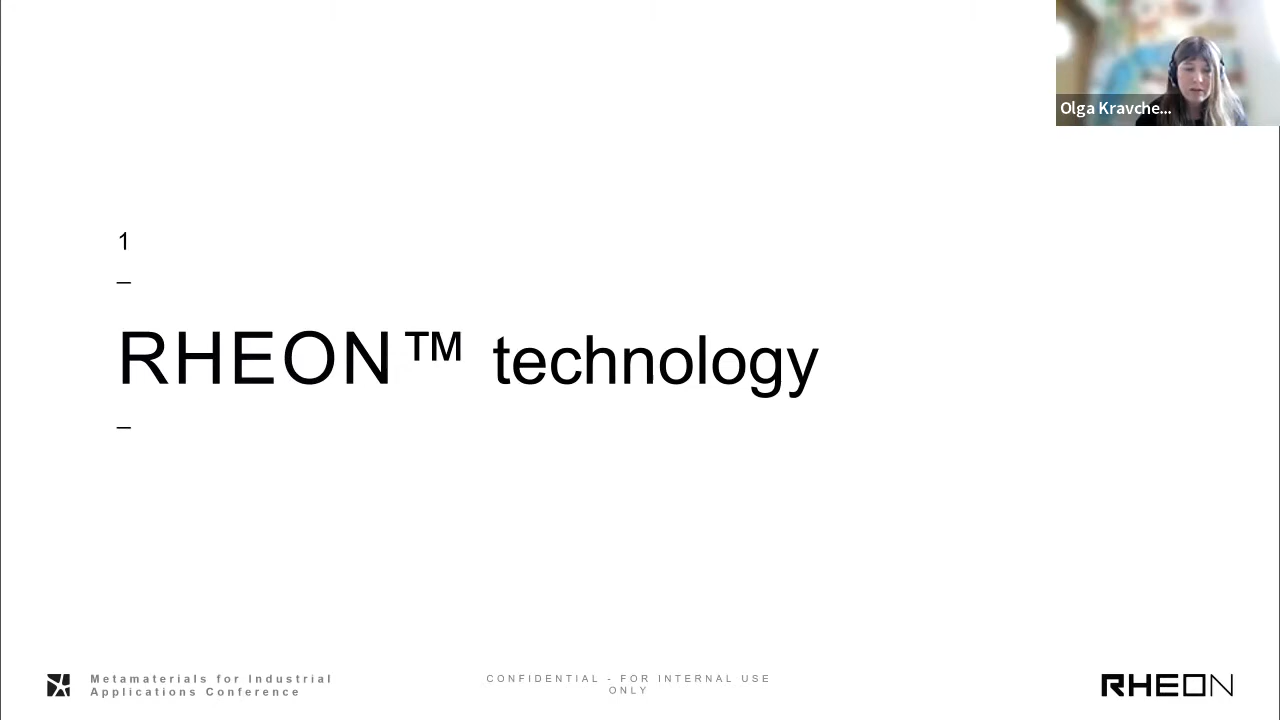 Olga Kravche...
1
–
RHEON™ technology
–
Metamaterials for Industrial
Applications Conference
CONFIDENTIAL - FOR INTERNAL USE
ONLY
RHEON